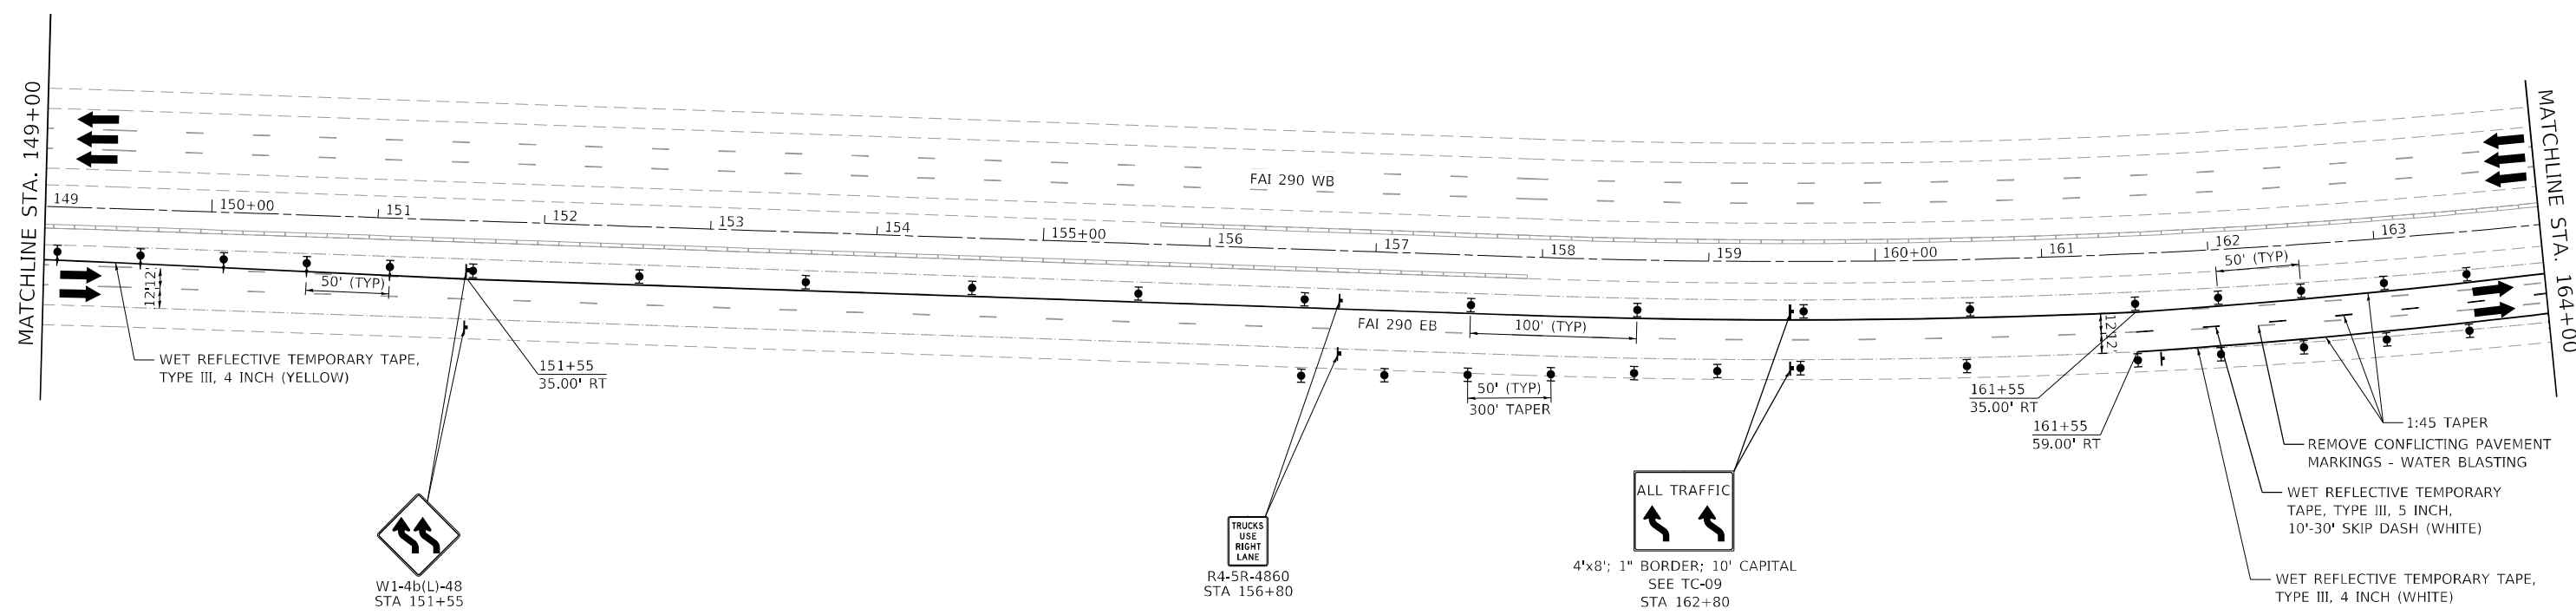 MATCHLINE STA. 149+00
FAI 290 WB
149
150+00
151
152
153
154
155+00
156
157
158
159
160+00
161
162
163
MATCHLINE STA. 164+00
12'
12'
50' (TYP)
FAI 290 EB
100' (TYP)
50' (TYP)
12'
12'
WET REFLECTIVE TEMPORARY TAPE,
TYPE III, 4 INCH (YELLOW)
151+55
35.00' RT
50' (TYP)
300' TAPER
161+55
35.00' RT
161+55
59.00' RT
1:45 TAPER
REMOVE CONFLICTING PAVEMENT
MARKINGS - WATER BLASTING
WET REFLECTIVE TEMPORARY
TAPE, TYPE III, 5 INCH,
10'-30' SKIP DASH (WHITE)
WET REFLECTIVE TEMPORARY TAPE,
TYPE III, 4 INCH (WHITE)
W1-4b(L)-48
STA 151+55
TRUCKS
USE
RIGHT
LANE
R4-5R-4860
STA 156+80
ALL TRAFFIC
4'x8'; 1" BORDER; 10' CAPITAL
SEE TC-09
STA 162+80